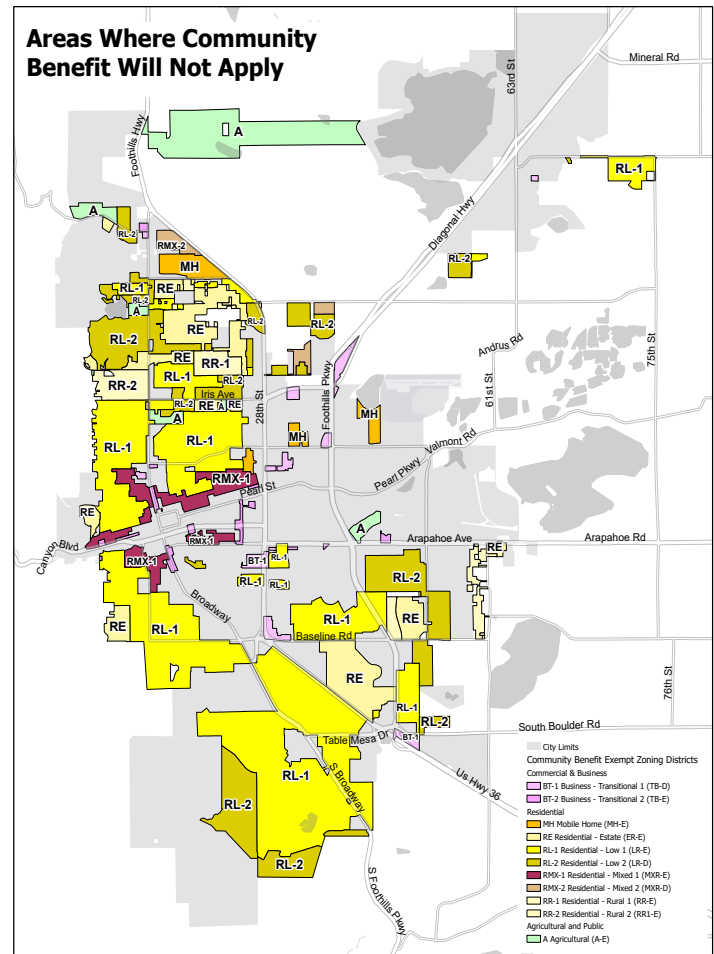 Areas Where Community
Benefit Will Not Apply
Mineral Rd
63rd St
Foothills Hwy
A
RL-1
Diagonal Hwy
A
RL-2
RMX-2
MH
RL-2
RL-1
RE
RL-2
A
RE
RL-2
RL-2
RL-2
Andrus Rd
75th St
RE
RR-1
RL-1
RL-2
RR-2
Iris Ave
28th St
Foothills Pkwy
61st St
RL-2
RE
A
RE
MH
A
RL-1
RL-1
MH
Valmont Rd
RMX-1
Pearl Pkwy
Pearl St
RE
A
Canyon Blvd
RMX-1
Arapahoe Ave
Arapahoe Rd
RE
RMX-1
BT-1
RL-1
RL-2
RL-1
RL-1
Broadway
RL-1
RL-1
RE
RE
Baseline Rd
RE
76th St
RL-1
RL-2
South Boulder Rd
Table Mesa Dr
BT-1
RL-1
S Broadway
Us Hwy 36
RL-2
RL-2
S Foothills Pkwy
City Limits
Community Benefit Exempt Zoning Districts
Commercial & Business
BT-1 Business - Transitional 1 (TB-D)
BT-2 Business - Transitional 2 (TB-E)
Residential
MH Mobile Home (MH-E)
RE Residential - Estate (ER-E)
RL-1 Residential - Low 1 (LR-E)
RL-2 Residential - Low 2 (LR-D)
RMX-1 Residential - Mixed 1 (MXR-E)
RMX-2 Residential - Mixed 2 (MXR-D)
RR-1 Residential - Rural 1 (RR-E)
RR-2 Residential - Rural 2 (RR1-E)
Agricultural and Public
A Agricultural (A-E)